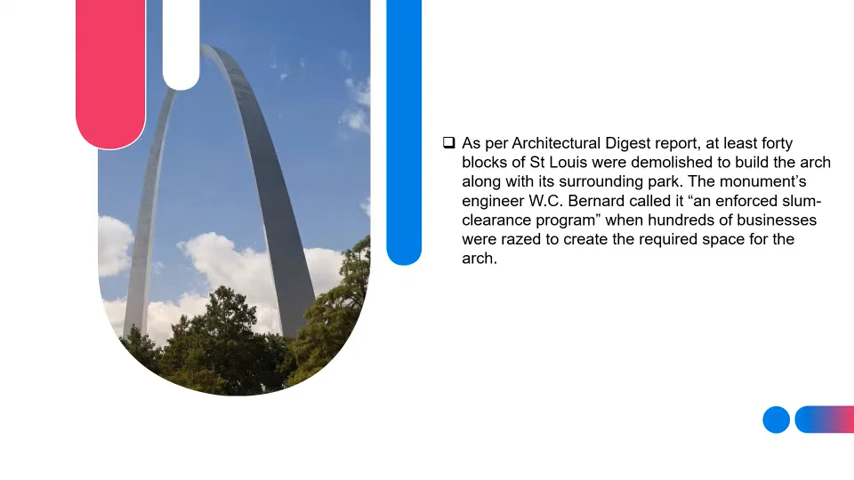 As per Architectural Digest report, at least forty
blocks of St Louis were demolished to build the arch
along with its surrounding park. The monument’s
engineer W.C. Bernard called it “an enforced slum-
clearance program” when hundreds of businesses
were razed to create the required space for the
arch.